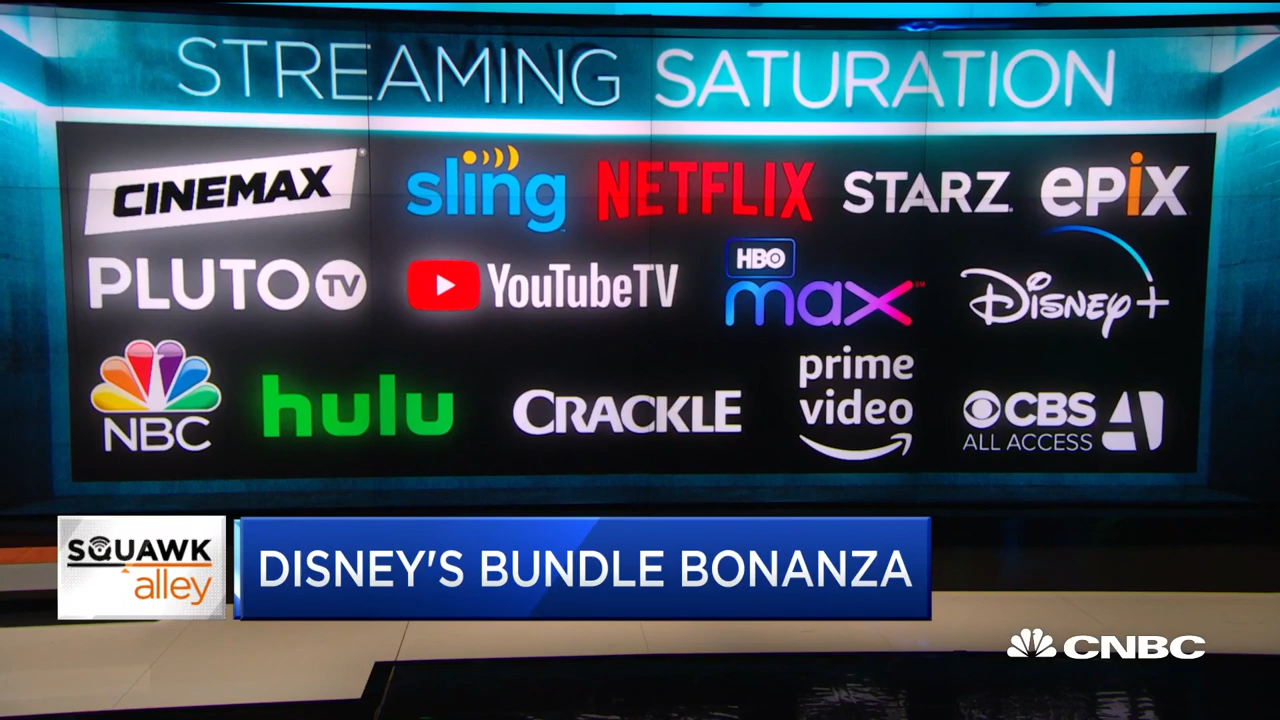 STREAMING SATURATION
CINEMAX
sling
NETFLIX
STARZ
epix
PLUTO TV
YouTubeTV
HBO
max
Disney+
NBC
hulu
CRACKLE
prime
video
CBS
ALL ACCESS
SQUAWK
alley
DISNEY'S BUNDLE BONANZA
CNBC